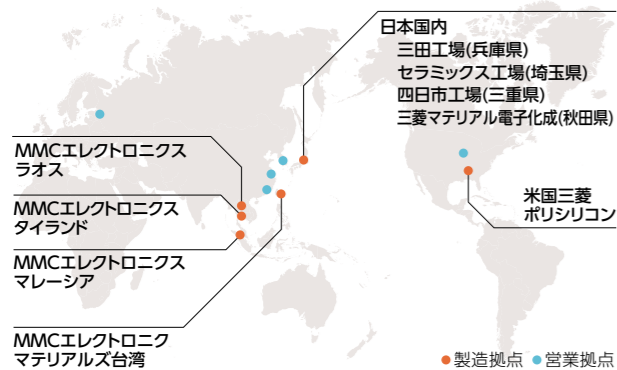 日本国内
三田工場(兵庫県)
セラミックス工場(埼玉県)
四日市工場(三重県)
三菱マテリアル電子化成(秋田県)
MMCエレクトロニクス
ラオス
MMCエレクトロニクス
タイランド
MMCエレクトロニクス
マレーシア
MMCエレクトロニク
マテリアルズ台湾
米国三菱
ポリシリコン
●製造拠点 ●営業拠点